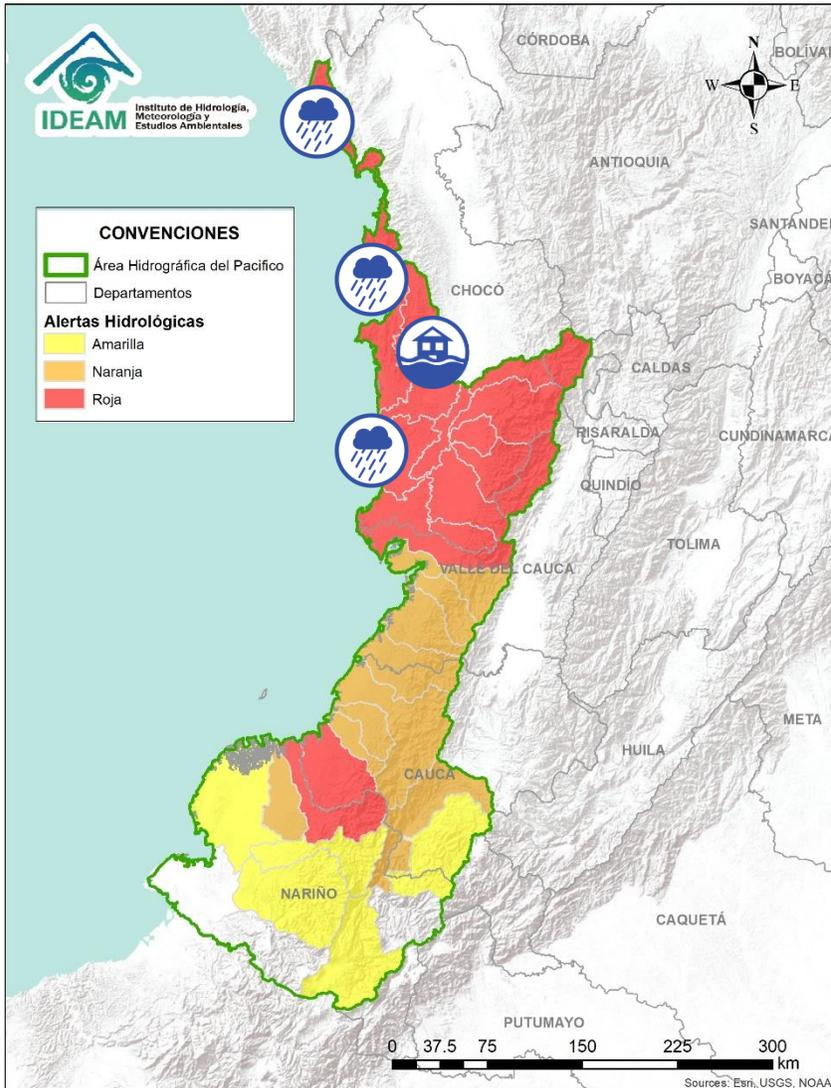 IDEAM
Instituto de Hidrología,
Meteorología y
Estudios Ambientales
CÓRDOBA
BOLÍVAR
N
W
E
S
ANTIOQUIA
SANTANDER
BOYACÁ
CONVENCIONES
Área Hidrográfica del Pacifico
Departamentos
Alertas Hidrológicas
Amarilla
Naranja
Roja
CHOCÓ
CALDAS
RISARALDA
CUNDINAMARCA
QUINDÍO
TOLIMA
VALLE DEL CAUCA
META
HUILA
CAUCA
NARIÑO
CAQUETÁ
PUTUMAYO
0 37.5 75 150 225 300
km
Sources: Esri, USGS, NOAA